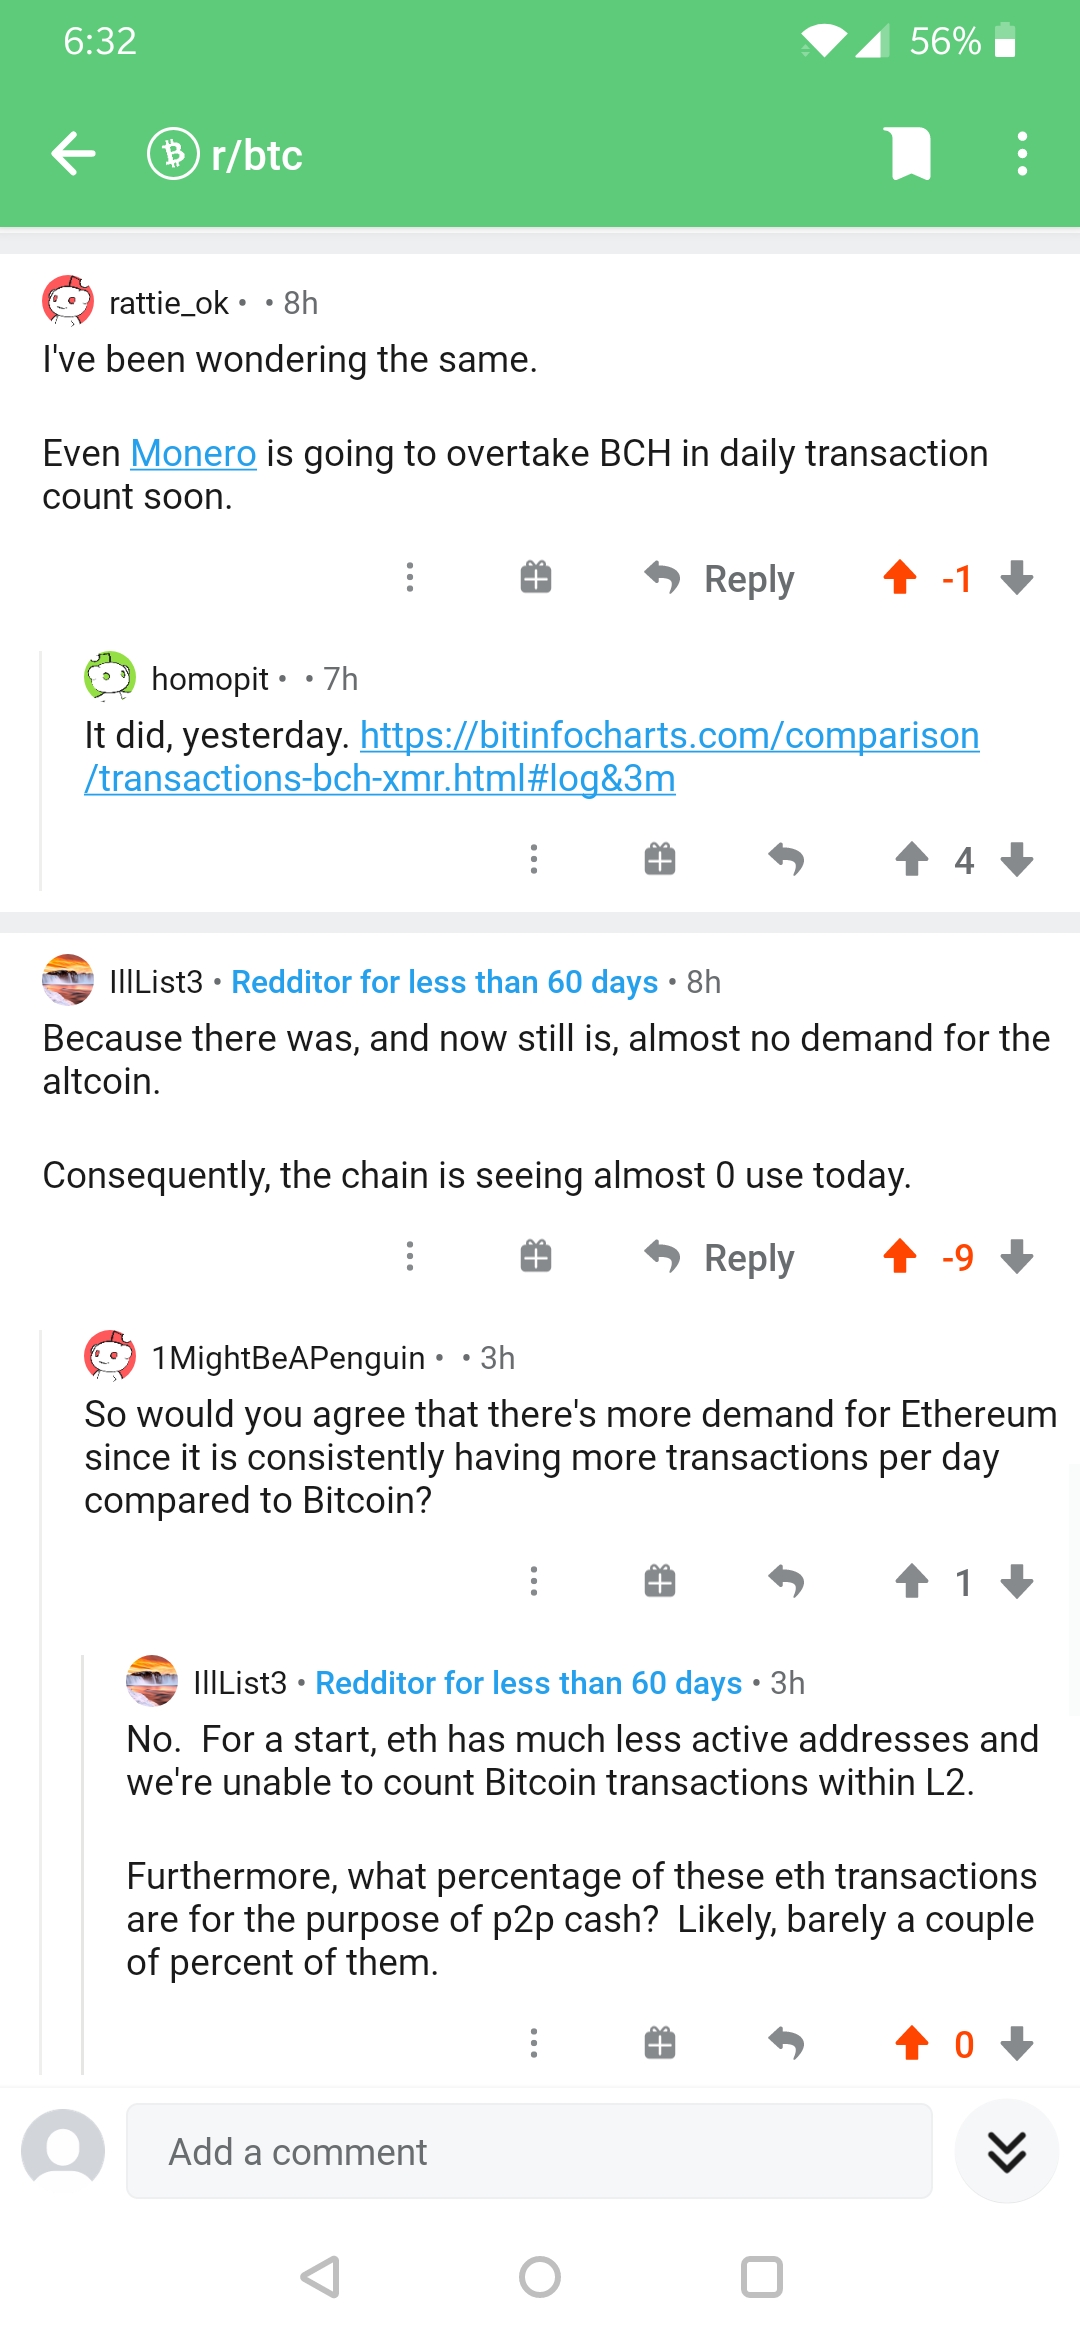 6:32
56%
r/btc
rattie_ok • • 8h
I've been wondering the same.
Even Monero is going to overtake BCH in daily transaction
count soon.
Reply -1
homopit • • 7h
It did, yesterday. https://bitinfocharts.com/comparison
/transactions-bch-xmr.html#log&3m
4
IllList3 • Redditor for less than 60 days • 8h
Because there was, and now still is, almost no demand for the
altcoin.
Consequently, the chain is seeing almost 0 use today.
Reply -9
1MightBeAPenguin • • 3h
So would you agree that there's more demand for Ethereum
since it is consistently having more transactions per day
compared to Bitcoin?
1
IllList3 • Redditor for less than 60 days • 3h
No.  For a start, eth has much less active addresses and
we're unable to count Bitcoin transactions within L2.
Furthermore, what percentage of these eth transactions
are for the purpose of p2p cash?  Likely, barely a couple
of percent of them.
0
Add a comment